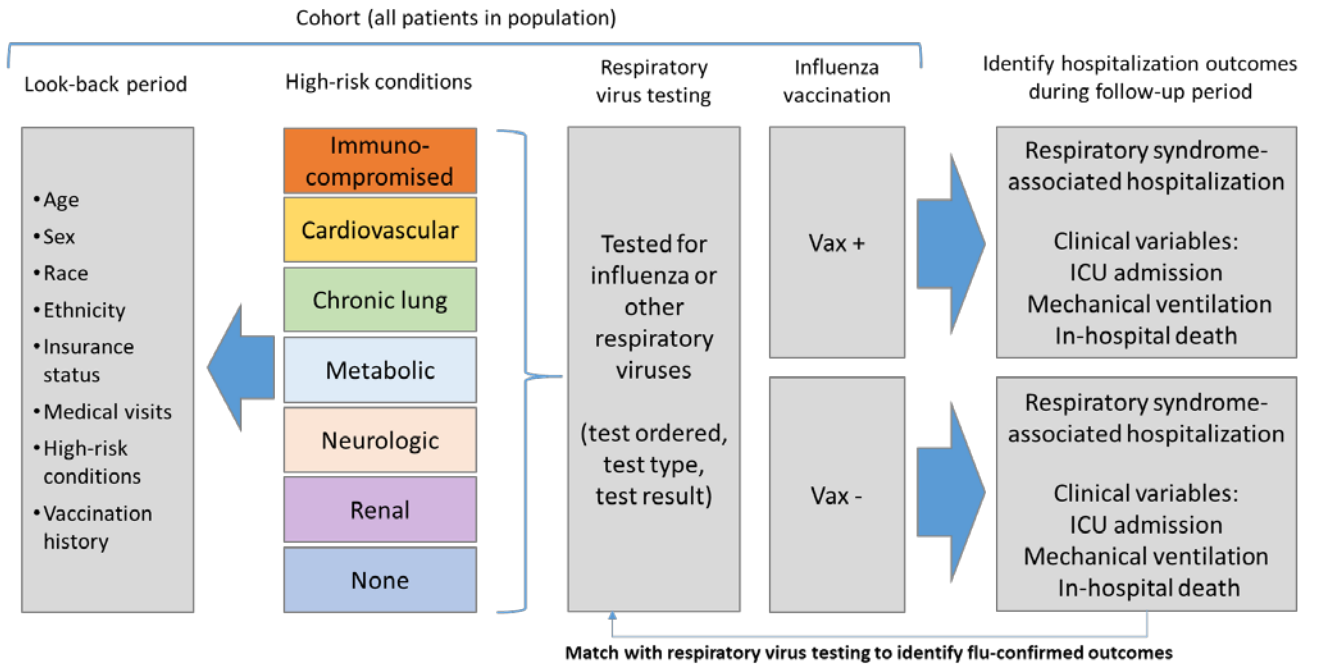 Cohort (all patients in population)
Look-back period
• Age
• Sex
• Race
• Ethnicity
• Insurance
status
• Medical visits
• High-risk
conditions
• Vaccination
history
High-risk conditions
Immuno-
compromised
Cardiovascular
Chronic lung
Metabolic
Neurologic
Renal
None
Respiratory
virus testing
Tested for
influenza or
other
respiratory
viruses
(test ordered,
test type,
test result)
Influenza
vaccination
Vax +
Vax -
Identify hospitalization outcomes
during follow-up period
Respiratory syndrome-
associated hospitalization
Clinical variables:
ICU admission
Mechanical ventilation
In-hospital death
Respiratory syndrome-
associated hospitalization
Clinical variables:
ICU admission
Mechanical ventilation
In-hospital death
Match with respiratory virus testing to identify flu-confirmed outcomes